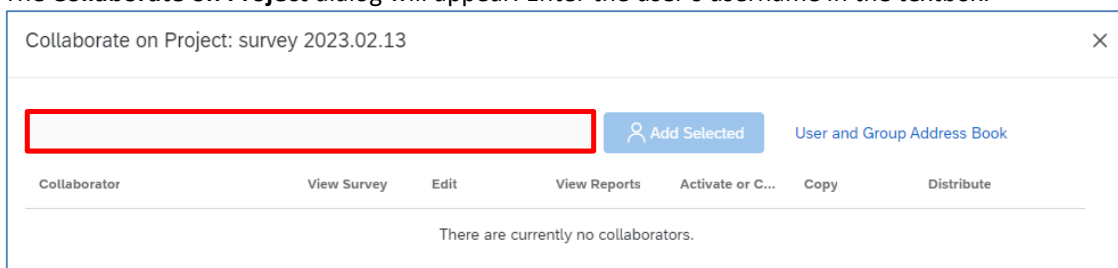 The Collaborate on Project dialog will appear. Enter the user's username in the textbox.
Collaborate on Project: survey 2023.02.13
Add Selected
User and Group Address Book
Collaborator View Survey Edit View Reports Activate or C... Copy Distribute
There are currently no collaborators.